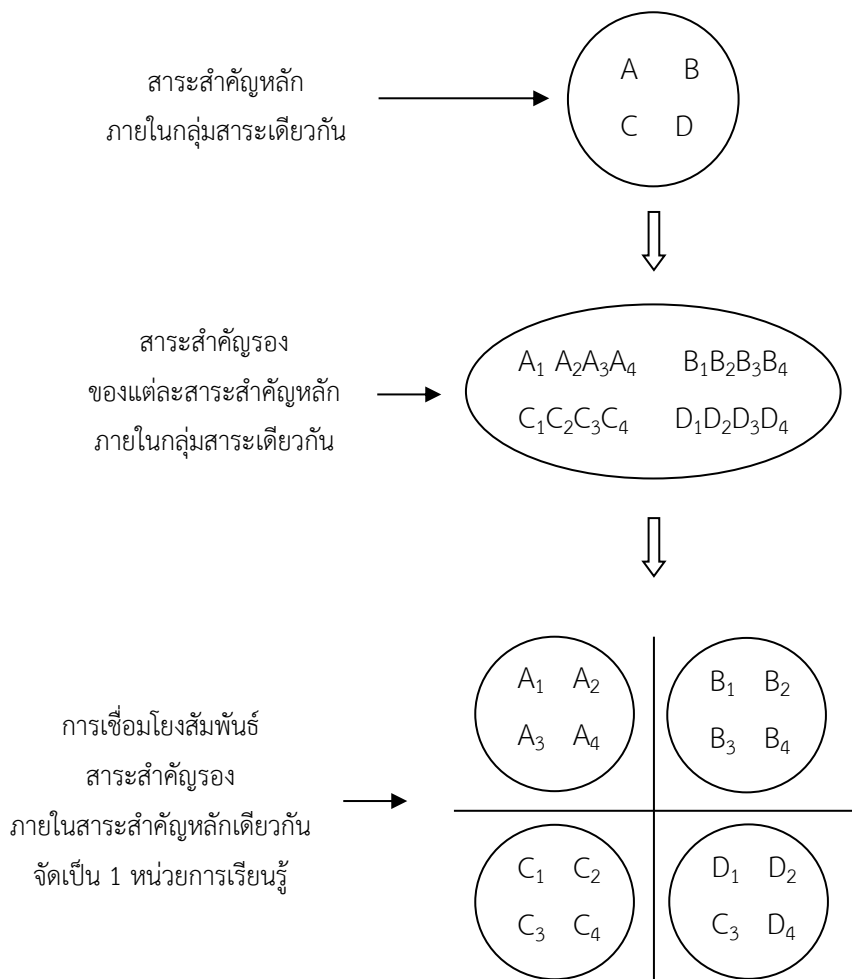 สาระสำคัญหลัก
ภายในกลุ่มสาระเดียวกัน
A B
C D
สาระสำคัญรอง
ของแต่ละสาระสำคัญหลัก
ภายในกลุ่มสาระเดียวกัน
A₁ A₂A₃A₄ B₁B₂B₃B₄
C₁C₂C₃C₄ D₁D₂D₃D₄
การเชื่อมโยงสัมพันธ์
สาระสำคัญรอง
ภายในสาระสำคัญหลักเดียวกัน
จัดเป็น 1 หน่วยการเรียนรู้
A₁ A₂
A₃ A₄
B₁ B₂
B₃ B₄
C₁ C₂
C₃ C₄
D₁ D₂
C₃ D₄